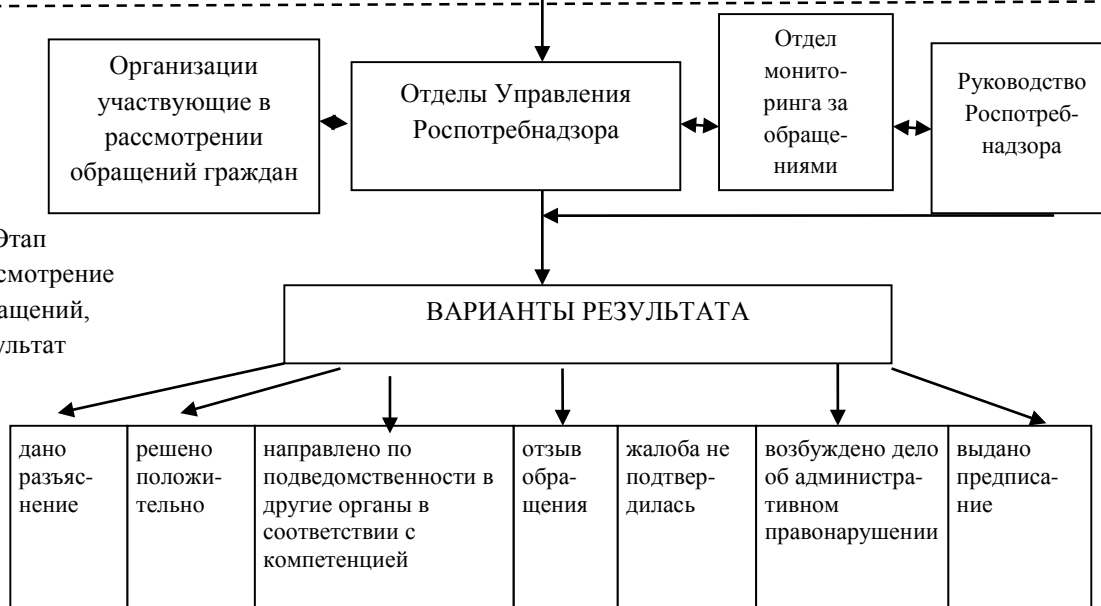 Организации
участвующие в
рассмотрении
обращений граждан
Отделы Управления
Роспотребнадзора
Отдел
монито-
ринга за
обраще-
ниями
Руководство
Роспотреб-
надзора
Этап
смотрение
ащений,
ультат
ВАРИАНТЫ РЕЗУЛЬТАТА
дано
разъяс-
нение
решено
положи-
тельно
направлено по
подведомственности в
другие органы в
соответствии с
компетенцией
отзыв
обра-
щения
жалоба не
подтвер-
дилась
возбуждено дело
об администра-
тивном
правонарушении
выдано
предписа-
ние